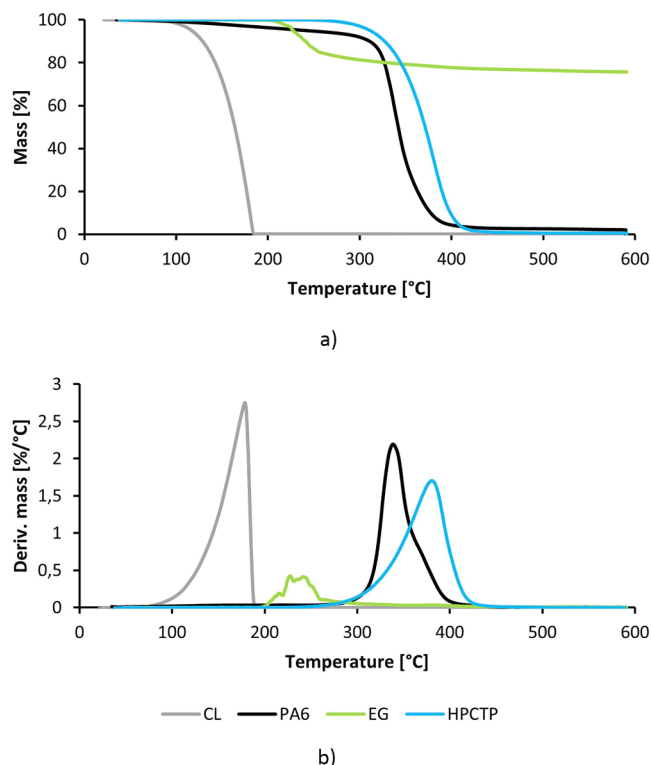 100
80
60
40
20
0
Mass [%]
0 100 200 300 400 500 600
Temperature [°C]
a)
3
2,5
2
1,5
1
0,5
0
Deriv. mass [%/°C]
0 100 200 300 400 500 600
Temperature [°C]
CL PA6 EG HPCTP
b)